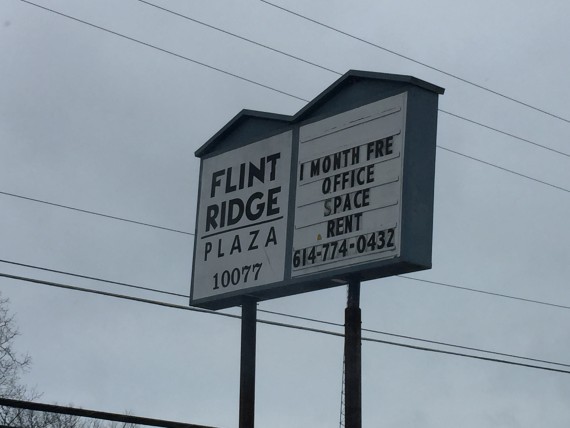 FLINT
RIDGE
PLAZA
10077
1 MONTH FRE
OFFICE
SPACE
RENT
614-774-0432